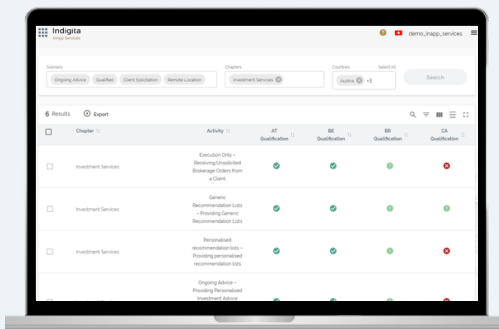 Indigita
Inapp Services
demo_inapp_services
Scenario
Chapters
Countries
Select All
Ongoing Advice
Qualified
Client Solicitation
Remote Location
Investment Services
Austria
+3
Search
6 Results
Export
Chapter
Activity
AT
Qualification
BE
Qualification
BR
Qualification
CA
Qualification
Investment Services
Execution Only –
Receiving Unsolicited
Brokerage Orders from
a Client
Investment Services
Generic
Recommendation Lists
– Providing Generic
Recommendation Lists
Investment Services
Personalised
recommendation lists –
Providing personalised
recommendation lists
Investment Services
Ongoing Advice –
Providing Personalised
Investment Advice